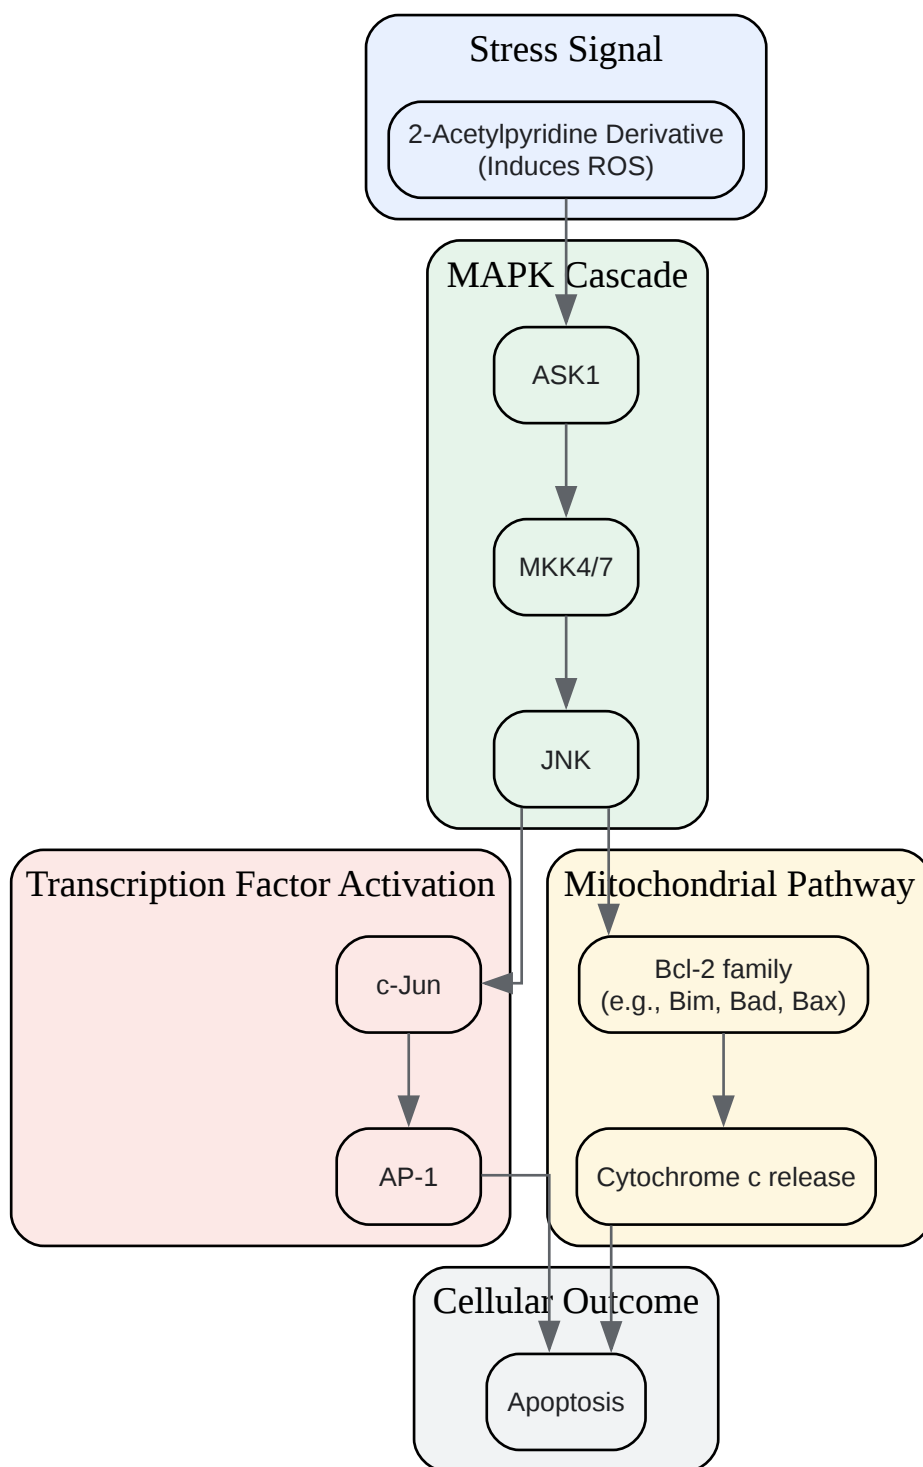 Stress Signal
2-Acetylpyridine Derivative
(Induces ROS)
MAPK Cascade
ASK1
MKK4/7
JNK
Transcription Factor Activation
c-Jun
AP-1
Mitochondrial Pathway
Bcl-2 family
(e.g., Bim, Bad, Bax)
Cytochrome c release
Cellular Outcome
Apoptosis